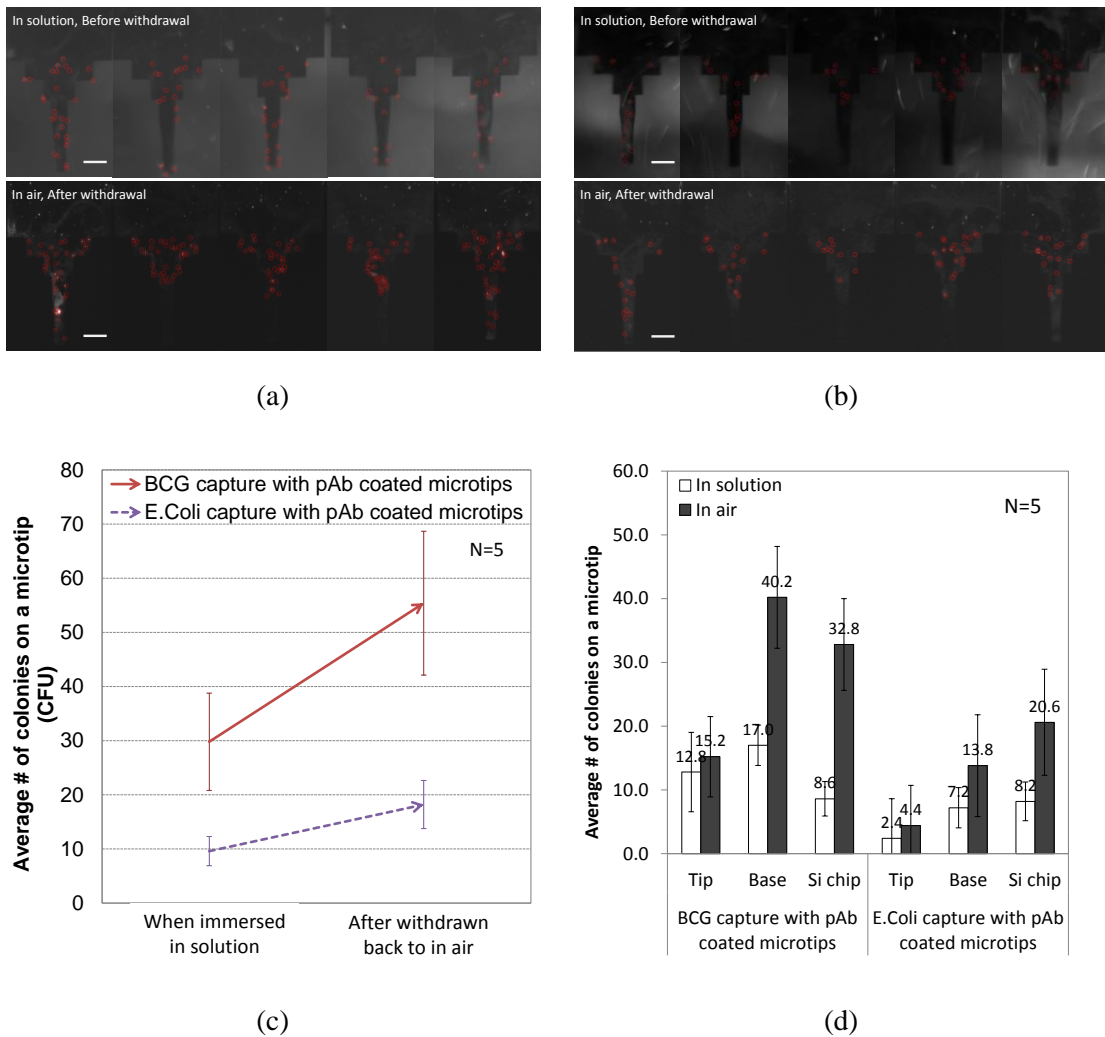 In solution, Before withdrawal
In air, After withdrawal
(a)
In solution, Before withdrawal
In air, After withdrawal
(b)
Average # of colonies on a microtip
(CFU)
80
70
60
50
40
30
20
10
0
BCG capture with pAb coated microtips
E.Coli capture with pAb coated microtips
N=5
When immersed
in solution
After withdrawn
back to in air
(c)
Average # of colonies on a microtip
60.0
50.0
40.0
30.0
20.0
10.0
0.0
In solution
In air
N=5
12.8
15.2
17.0
40.2
8.6
32.8
2.4
4.4
7.2
13.8
8.2
20.6
Tip
Base
Si chip
Tip
Base
Si chip
BCG capture with pAb
coated microtips
E.Coli capture with pAb
coated microtips
(d)